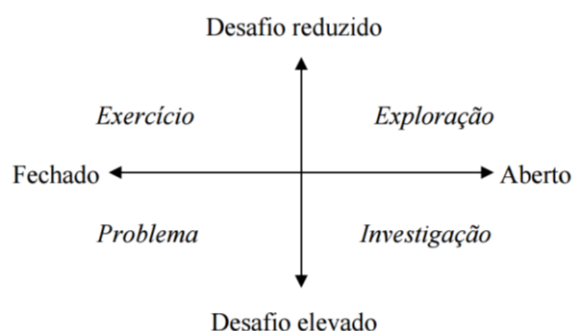 Desafio reduzido
Exercício Exploração
Fechado Aberto
Problema Investigação
Desafio elevado